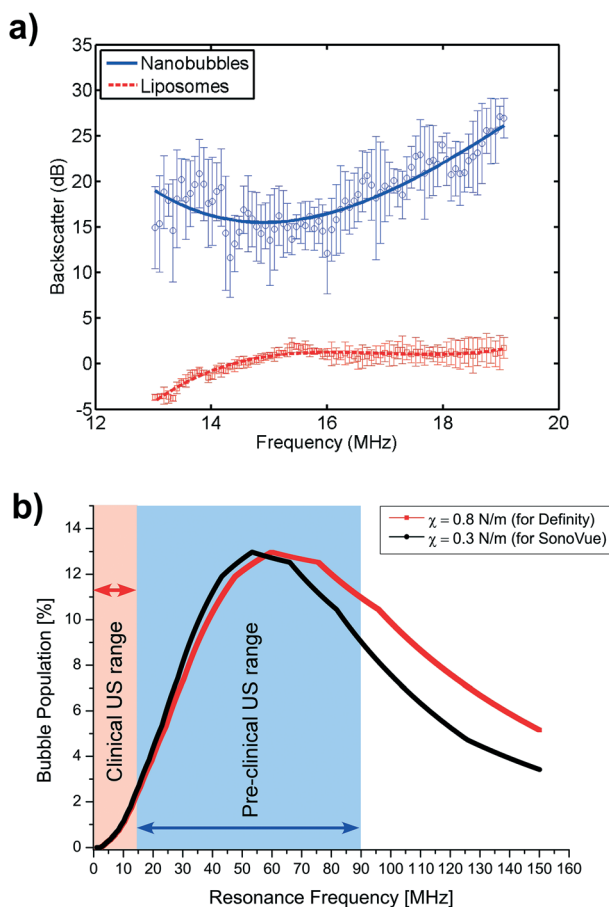 a)
Nanobubbles
Liposomes
Backscatter (dB)
35
30
25
20
15
10
5
0
-5
12 14 16 18 20
Frequency (MHz)
b)
χ = 0.8 N/m (for Definity)
χ = 0.3 N/m (for SonoVue)
Bubble Population [%]
14
12
10
8
6
4
2
0
Clinical US range
Pre-clinical US range
0 10 20 30 40 50 60 70 80 90 100 110 120 130 140 150 160
Resonance Frequency [MHz]